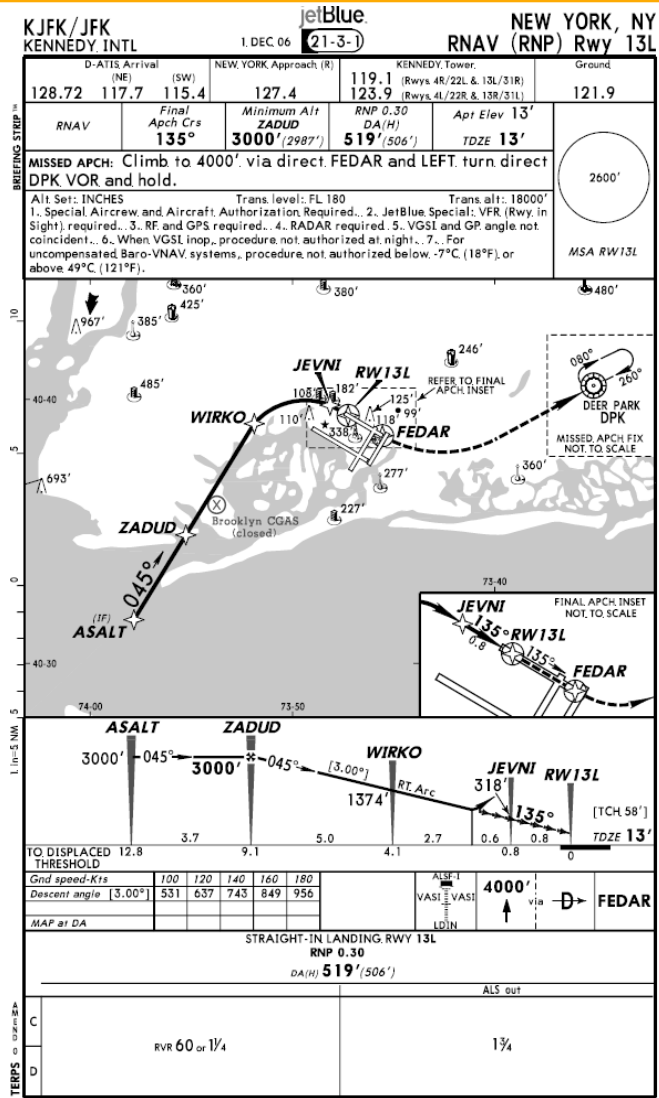 jetBlue
KJFK/JFK
KENNEDY INTL
1 DEC 06 21-3-1
NEW YORK, NY
RNAV (RNP) Rwy 13L
D-ATIS Arrival
(NE) (SW)
128.72 117.7 115.4
NEW YORK Approach (R)
127.4
KENNEDY Tower
119.1 (Rwys 4R/22L & 13L/31R)
123.9 (Rwys 4L/22R & 13R/31L)
Ground
121.9
BRIEFING STRIP TM
RNAV
Final
Apch Crs
135°
Minimum Alt
ZADUD
3000' (2987')
RNP 0.30
DA(H)
519' (506')
Apt Elev 13'
TDZE 13'
MISSED APCH: Climb to 4000' via direct FEDAR and LEFT turn direct
DPK VOR and hold.
Alt Set: INCHES Trans level: FL 180 Trans alt: 18000'
1. Special Aircrew and Aircraft Authorization Required. 2. JetBlue Special: VFR (Rwy in
Sight) required. 3. RF and GPS required. 4. RADAR required. 5. VGSI and GP angle not
coincident. 6. When VGSI inop, procedure not authorized at night. 7. For
uncompensated Baro-VNAV systems, procedure not authorized below -7°C (18°F) or
above 49°C (121°F).
2600'
MSA RW13L
360'
380'
480'
425'
967'
385'
10
246'
JEVNI
RW13L
485'
REFER TO FINAL
APCH INSET
080°
260°
DEER PARK
DPK
MISSED APCH FIX
NOT TO SCALE
40-40
108'
182'
125'
99'
WIRKO
110'
118'
338'
FEDAR
5
277'
360'
693'
227'
Brooklyn CGAS
(closed)
ZADUD
045°
0
73-40
(IF)
ASALT
JEVNI
FINAL APCH INSET
NOT TO SCALE
135°
RW13L
0.8
135°
FEDAR
40-30
74-00
73-50
5
1 in=5 NM
ASALT
ZADUD
WIRKO
JEVNI
RW13L
3000'
045°
3000'
045°
[3.00°]
1374'
RT Arc
318'
135°
[TCH 58']
TDZE 13'
3.7
5.0
2.7
0.6
0.8
TO DISPLACED
THRESHOLD
12.8
9.1
4.1
0.8
0
Gnd speed-Kts 100 120 140 160 180
Descent angle [3.00°] 531 637 743 849 956
MAP at DA
ALSF-I
VASI VASI
LDIN
4000'
via
D
FEDAR
STRAIGHT-IN LANDING RWY 13L
RNP 0.30
DA(H) 519' (506')
ALS out
C
D
RVR 60 or 1¼
1¾
TERPS AMEND 0